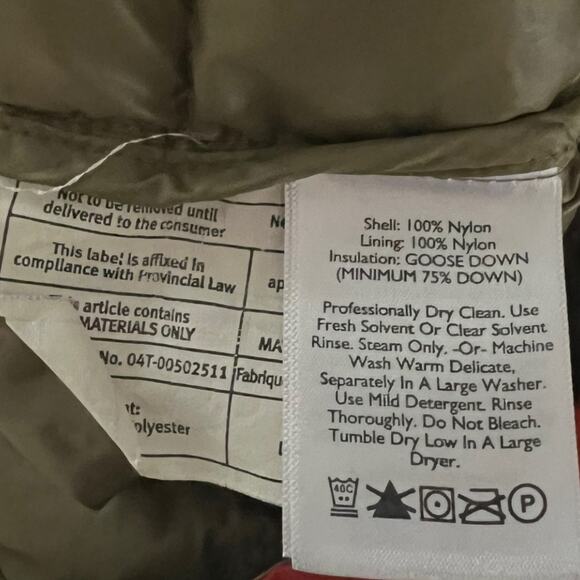 Not to be removed until
delivered to the consumer
This label is affixed in
compliance with Provincial Law
article contains
MATERIALS ONLY
No. 04T-00502511
Shell: 100% Nylon
Lining: 100% Nylon
Insulation: GOOSE DOWN
(MINIMUM 75% DOWN)
Professionally Dry Clean. Use
Fresh Solvent Or Clear Solvent
Rinse. Steam Only. -Or- Machine
Wash Warm Delicate,
Separately In A Large Washer.
Use Mild Detergent. Rinse
Thoroughly. Do Not Bleach.
Tumble Dry Low In A Large
Dryer.
40C
P